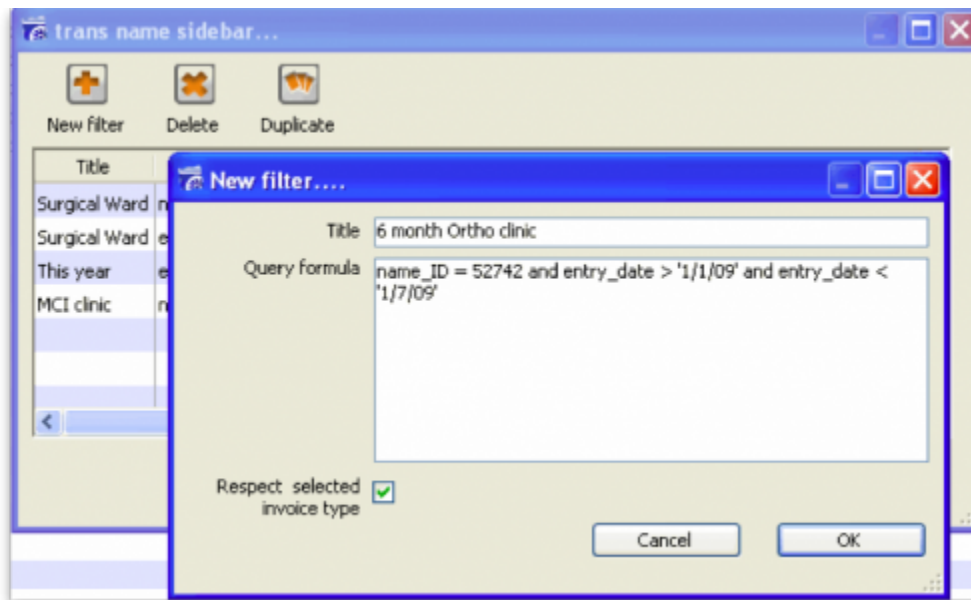 trans name sidebar...
New filter Delete Duplicate
Title
Surgical Ward n
Surgical Ward e
This year e
MCI clinic n
New filter....
Title 6 month Ortho clinic
Query formula name_ID = 52742 and entry_date > '1/1/09' and entry_date <
'1/7/09'
Respect selected
invoice type
Cancel OK